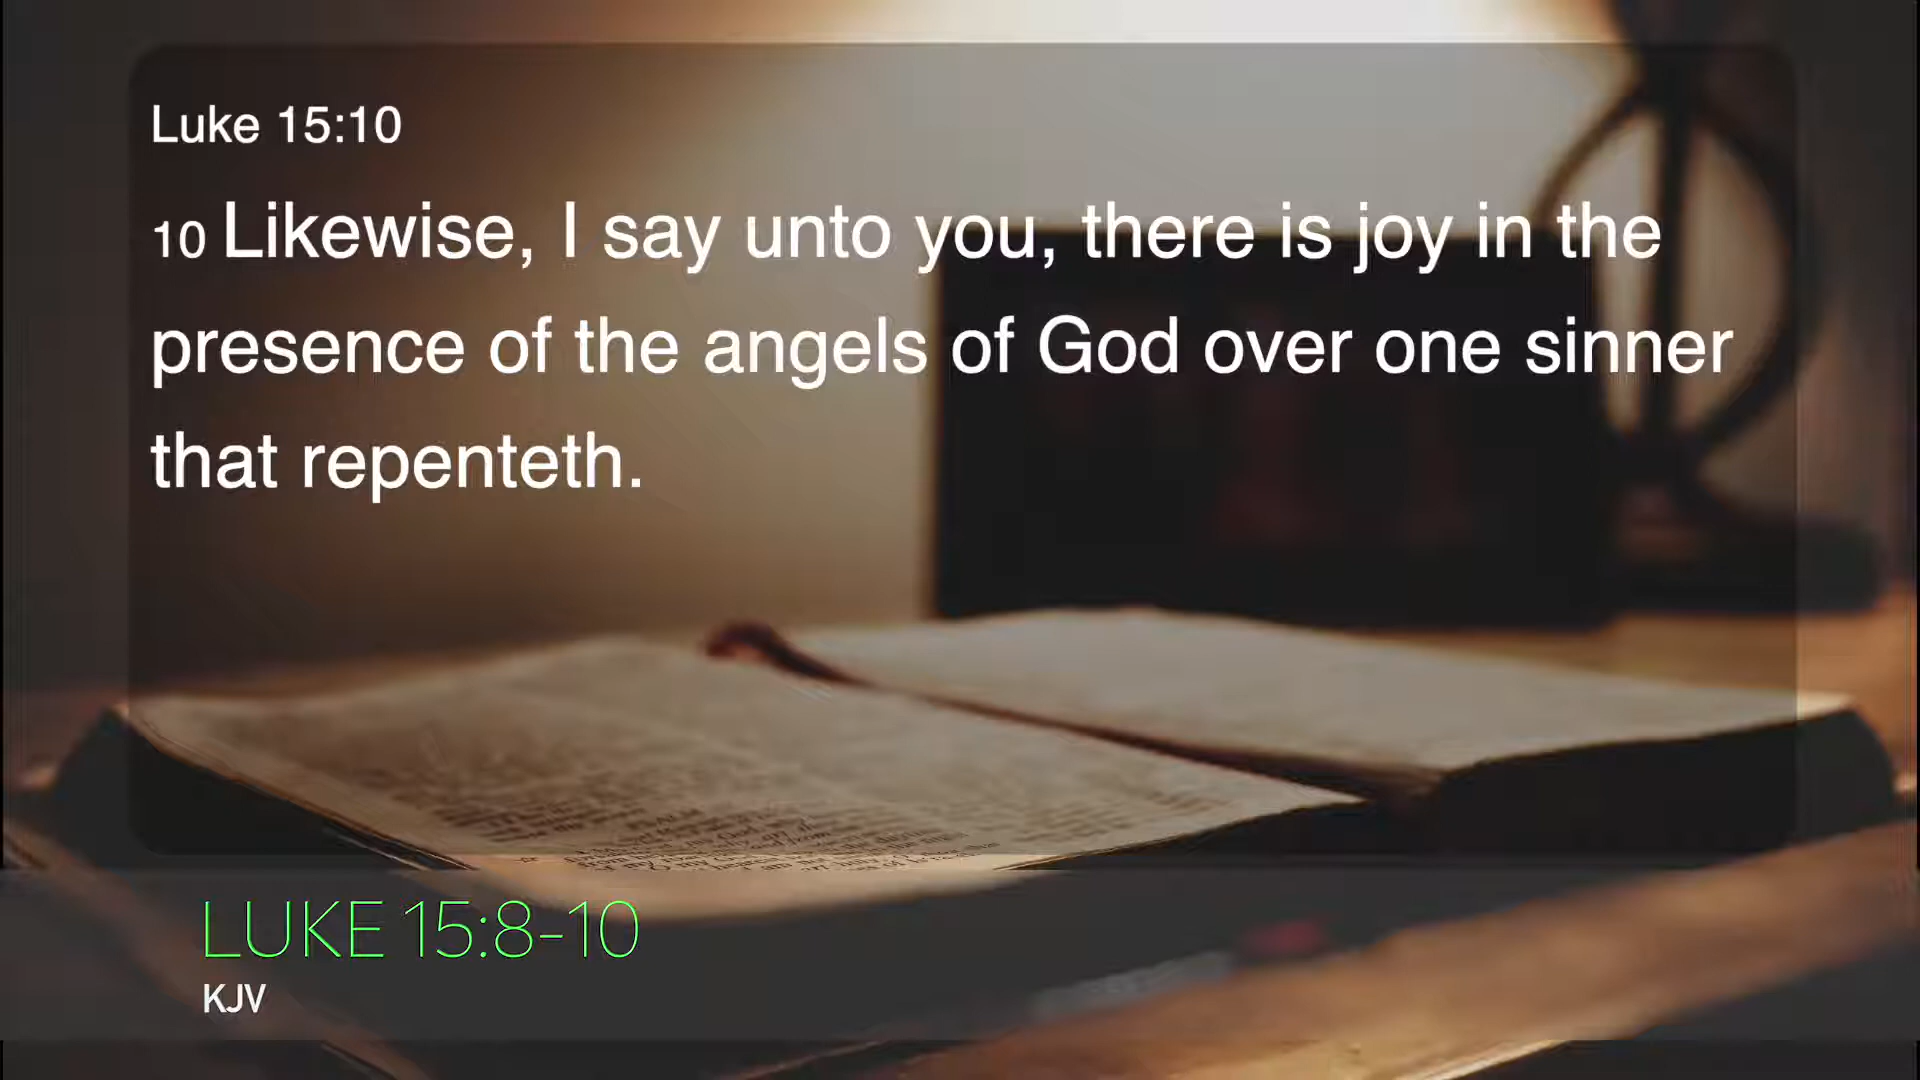 Luke 15:10
10 Likewise, I say unto you, there is joy in the
presence of the angels of God over one sinner
that repenteth.
LUKE 15:8-10
KJV